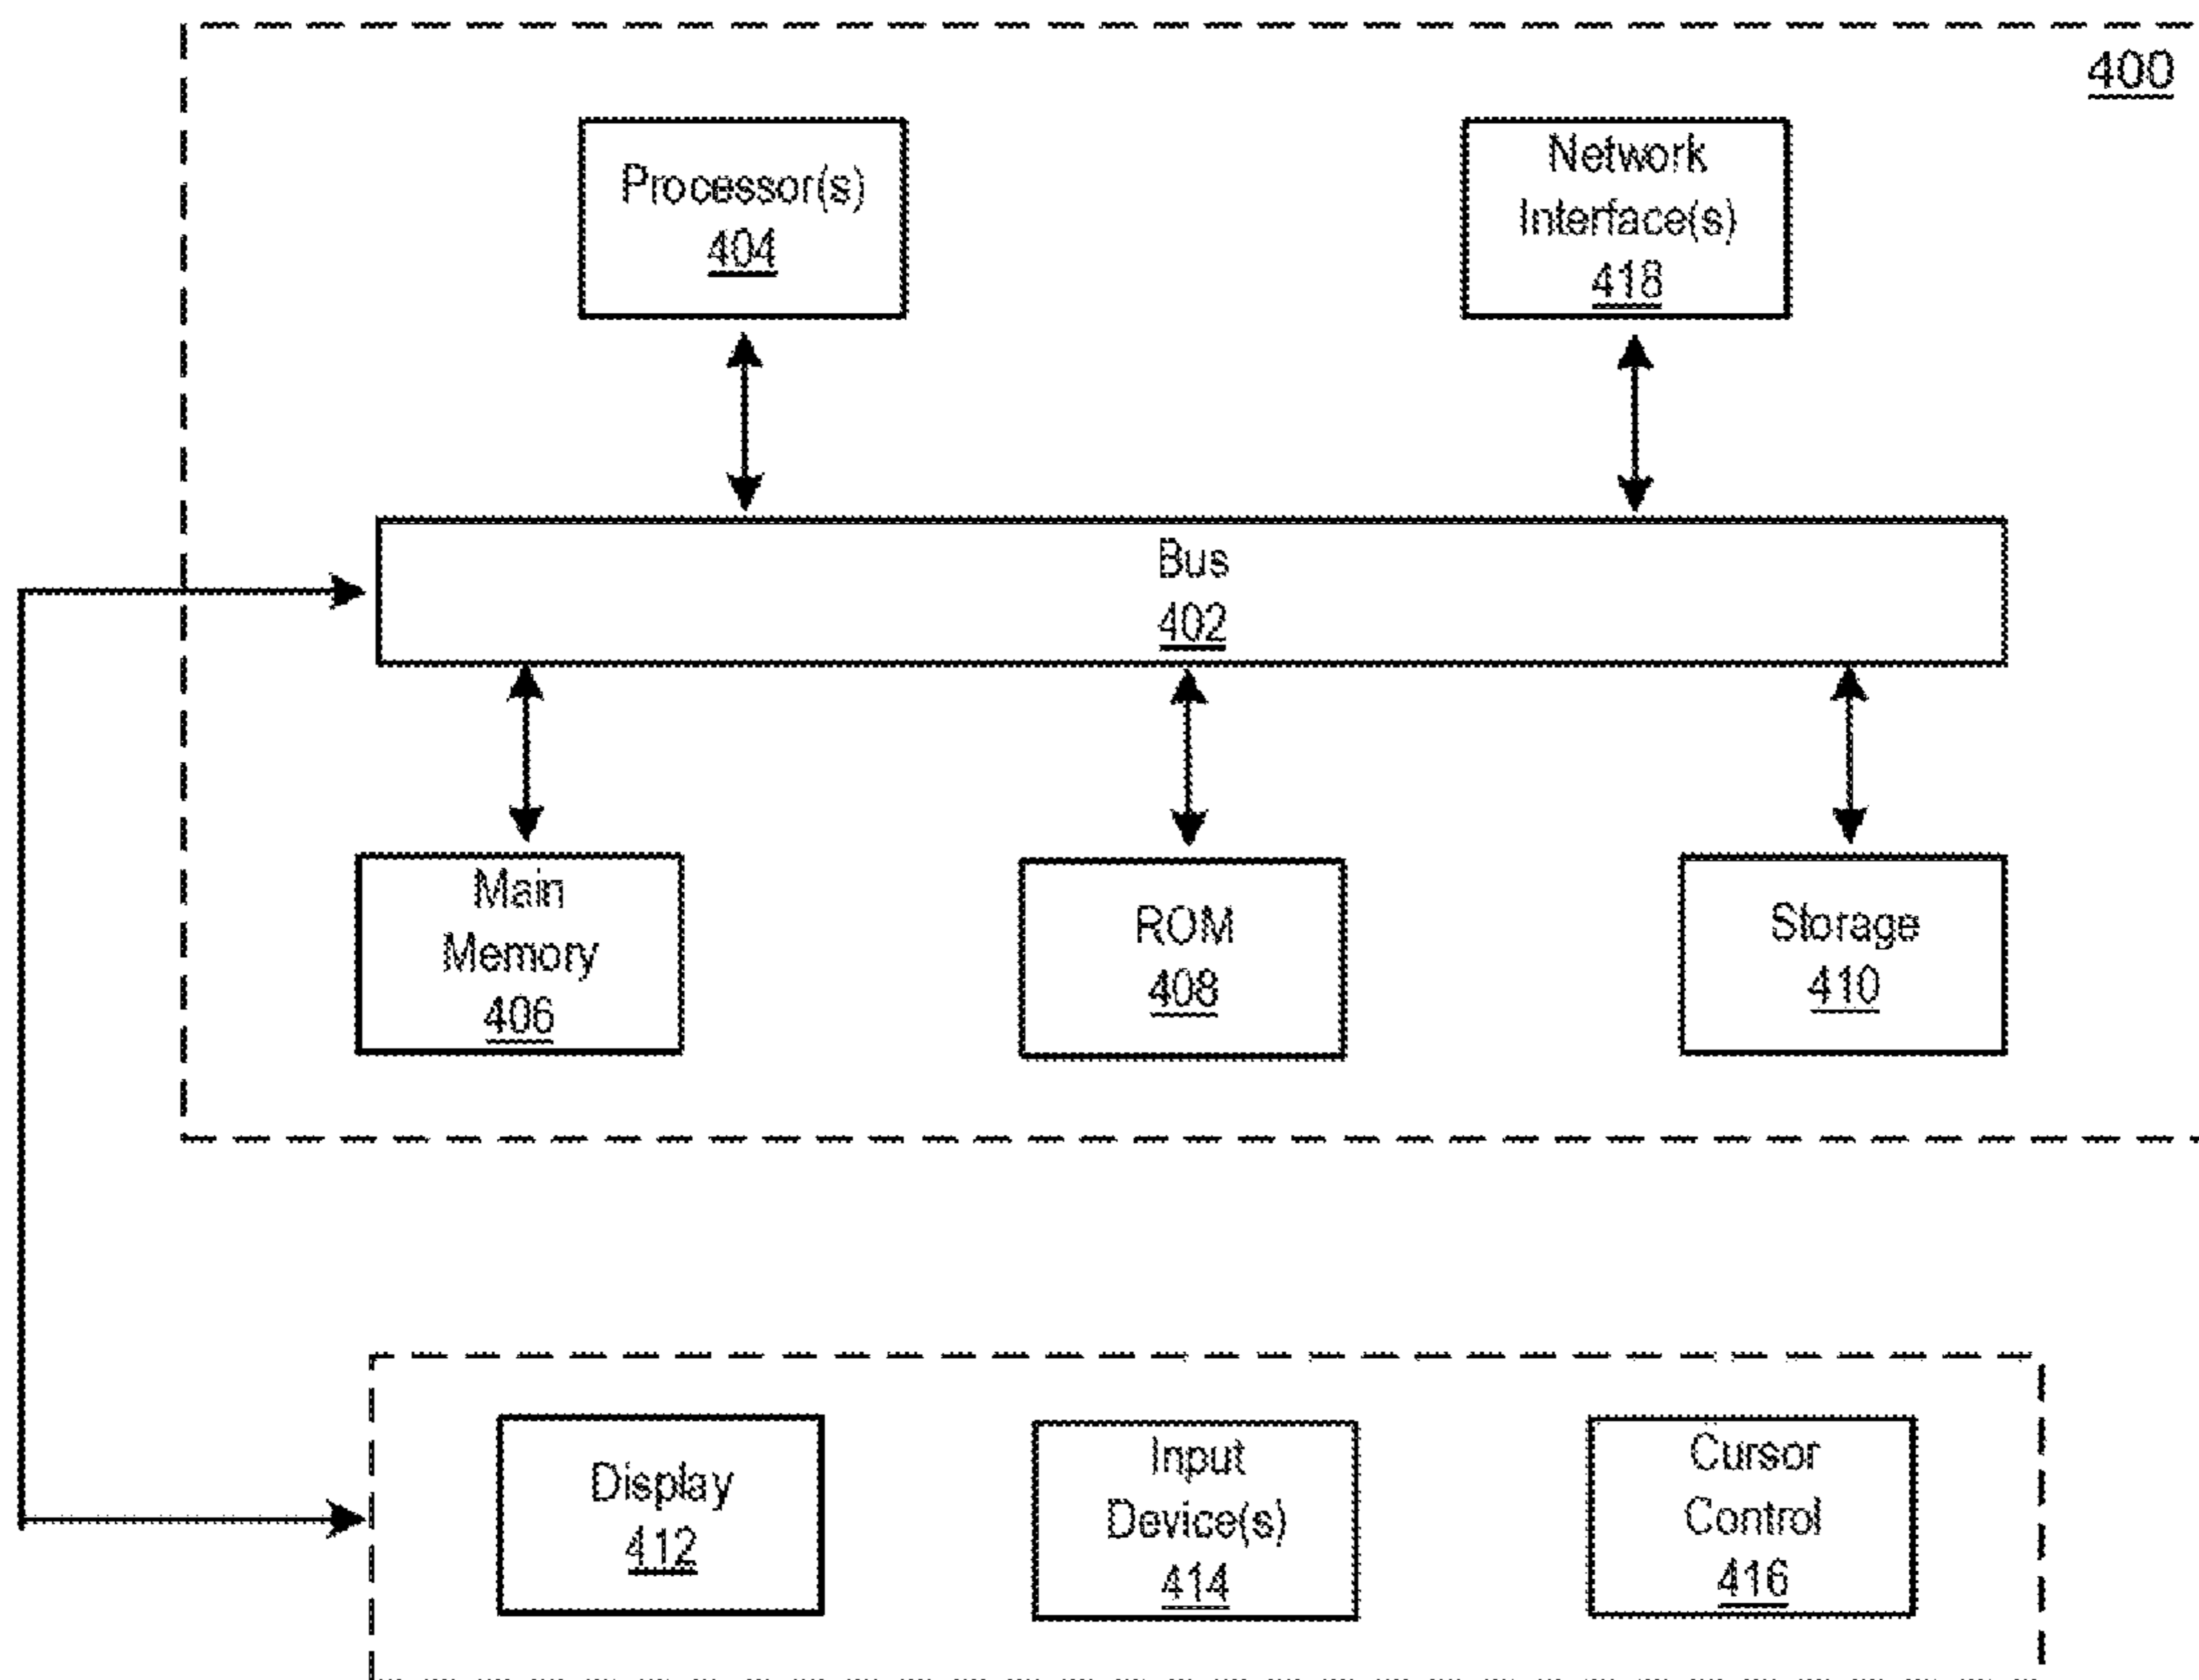 400
Processor(s)
404
Network
Interface(s)
418
Bus
402
Main
Memory
406
ROM
408
Storage
410
Display
412
Input
Device(s)
414
Cursor
Control
416